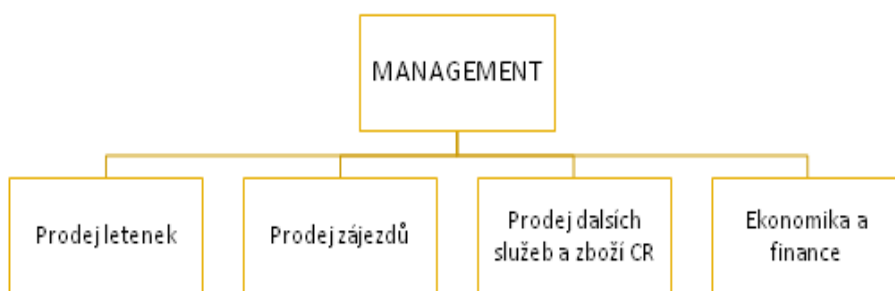 MANAGEMENT
Prodej letenek
Prodej zájezdů
Prodej dalsích
služeb a zboží CR
Ekonomika a
finance